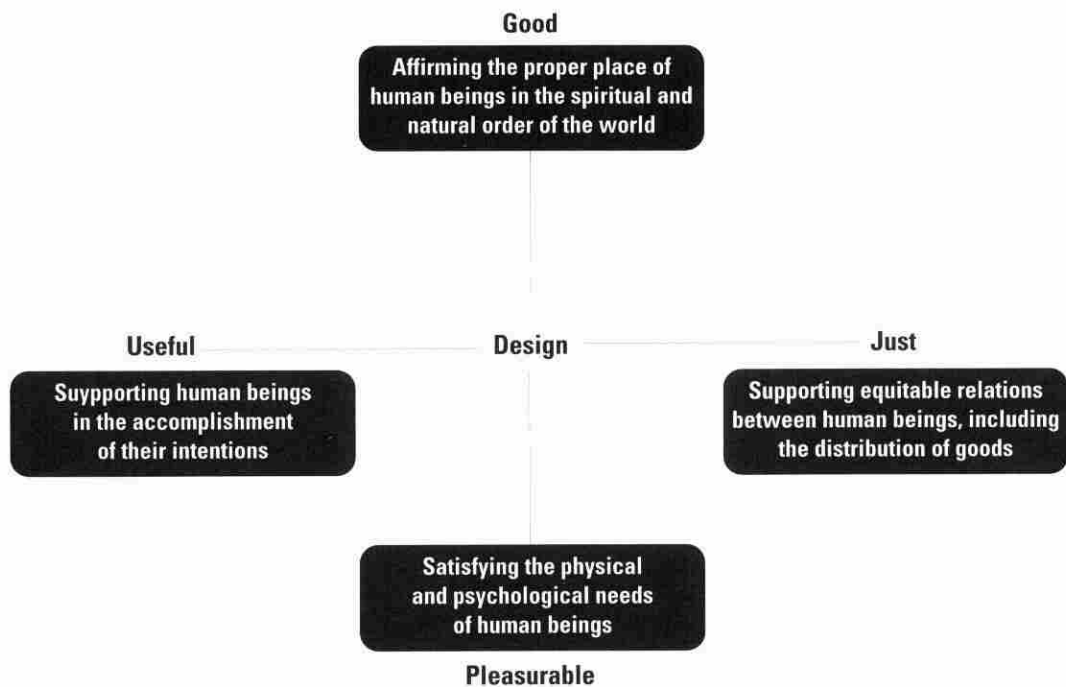 Good
Affirming the proper place of
human beings in the spiritual and
natural order of the world
Useful
Design
Just
Suypporting human beings
in the accomplishment
of their intentions
Supporting equitable relations
between human beings, including
the distribution of goods
Satisfying the physical
and psychological needs
of human beings
Pleasurable